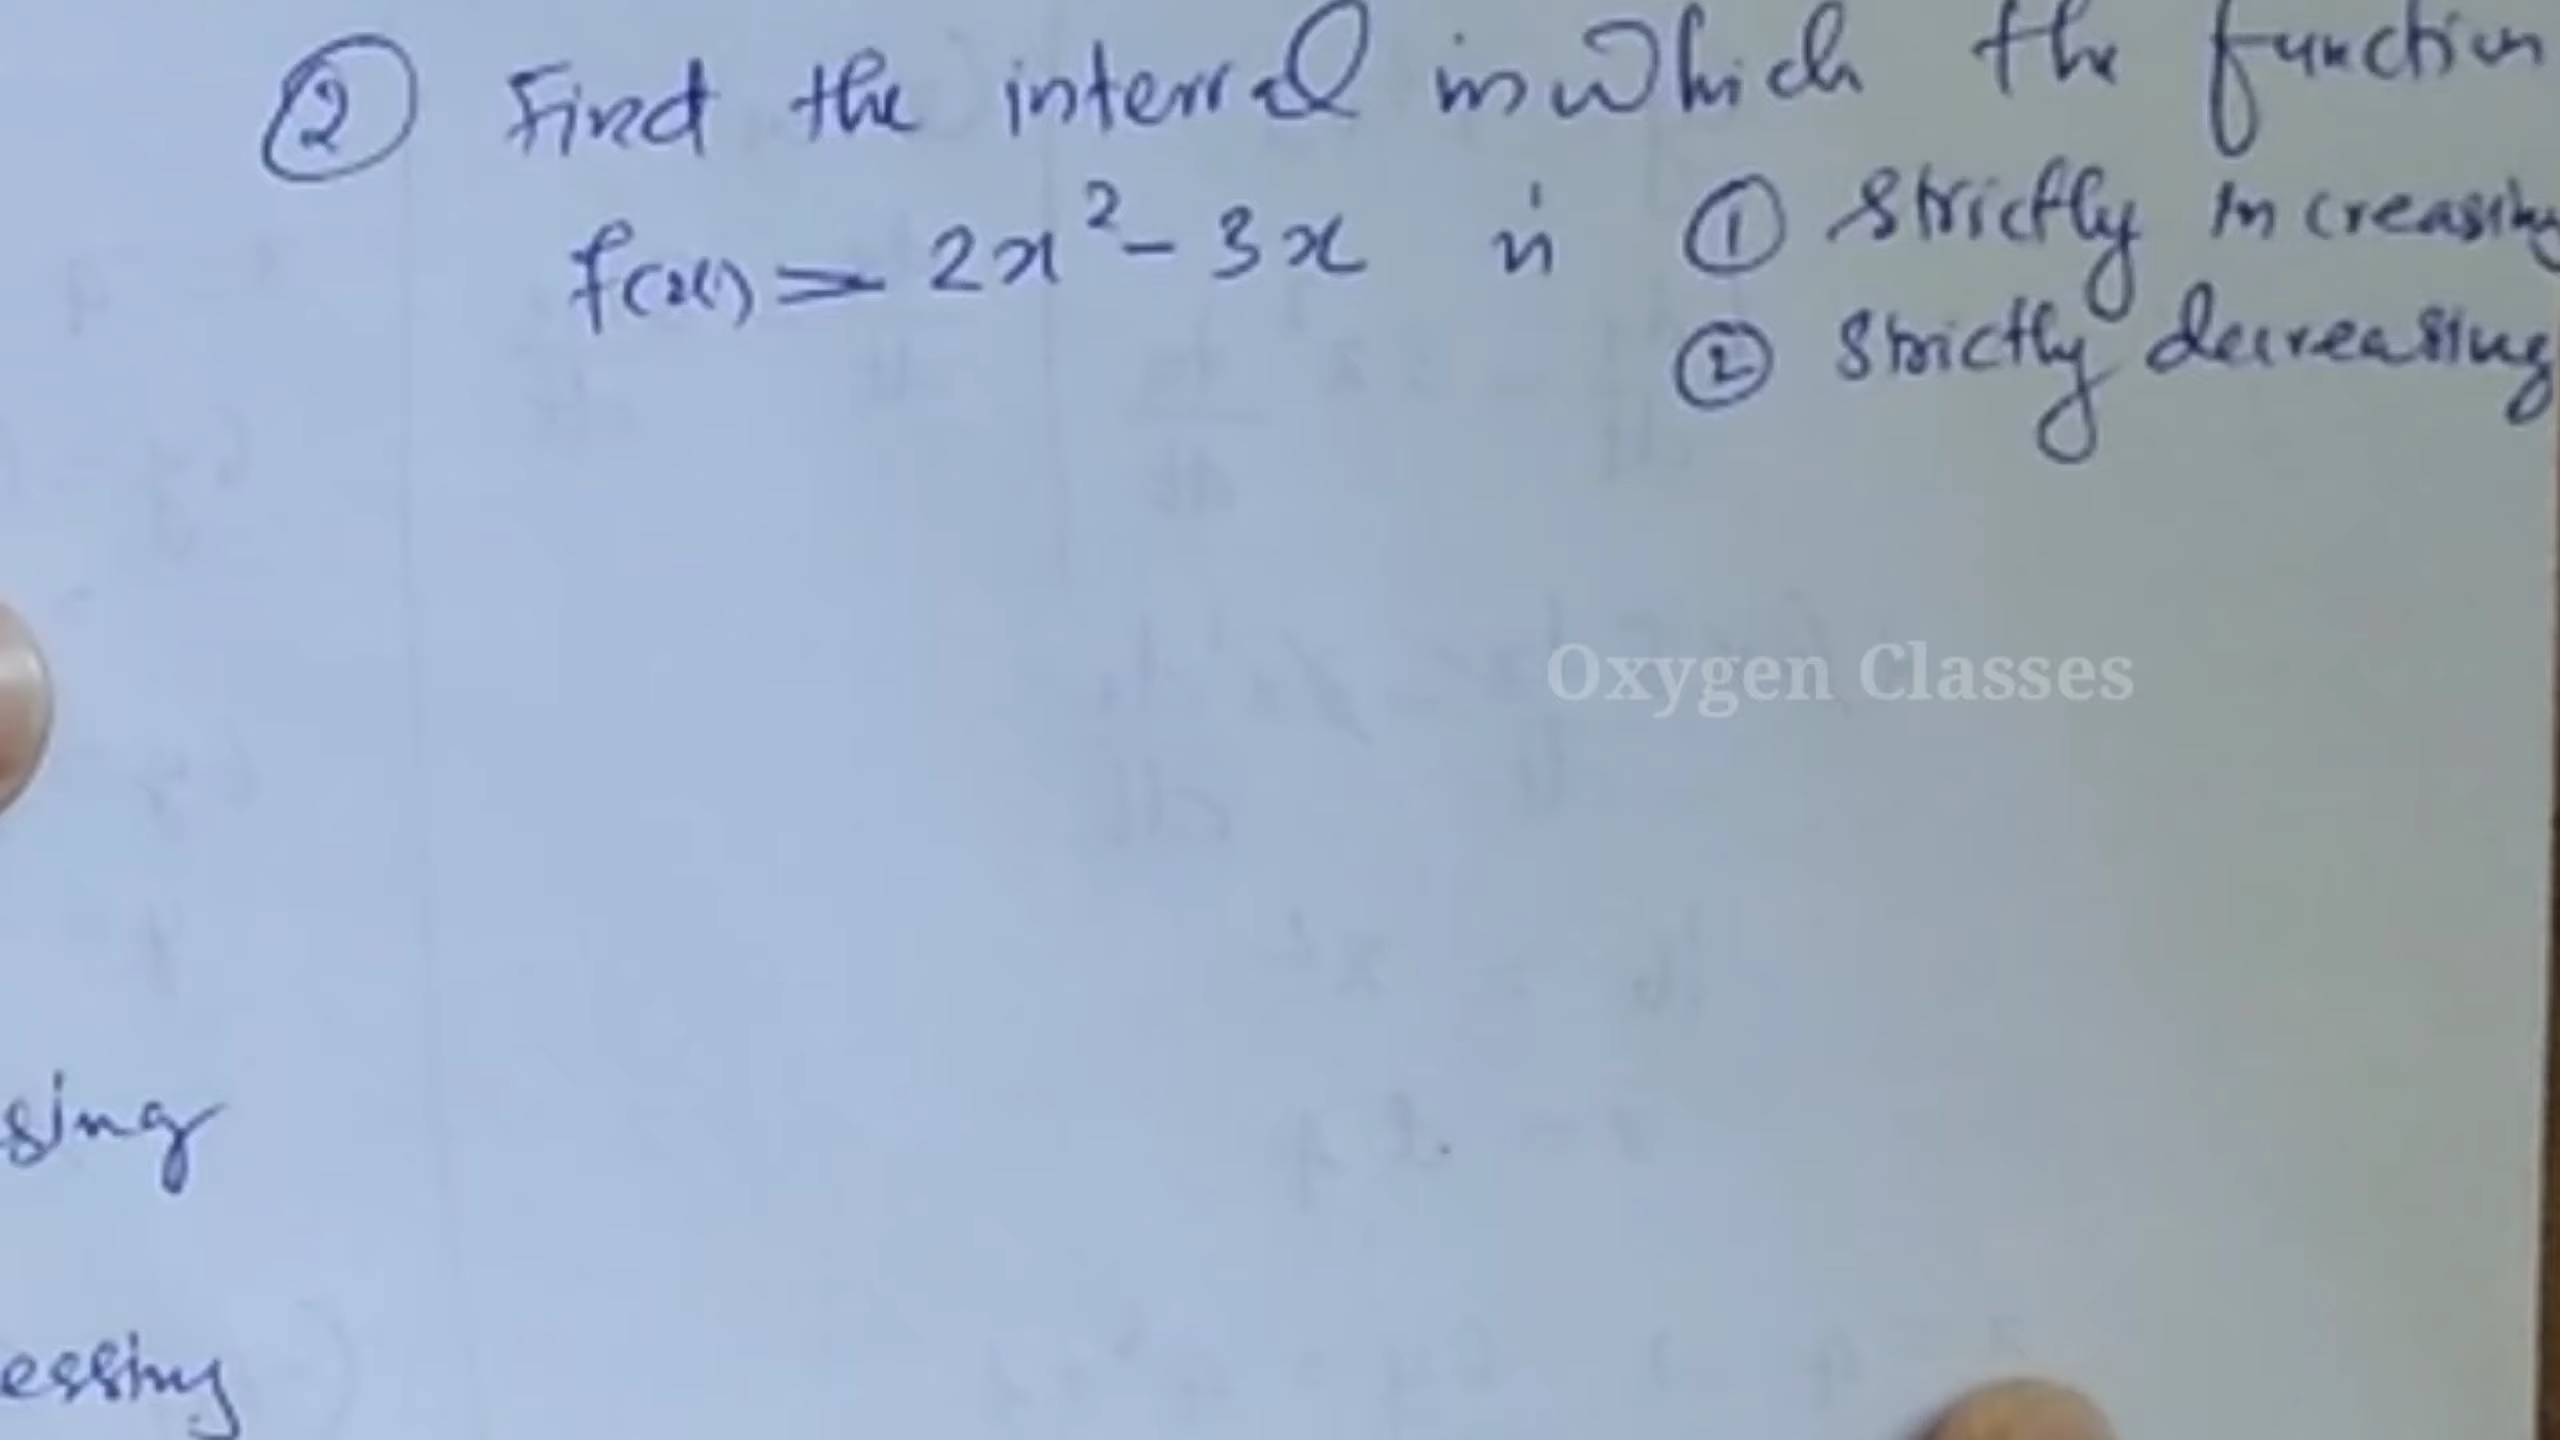 ② Find the interval in which the function
f(x) = 2x² - 3x is ① Strictly Increasing
② Strictly decreasing
Oxygen Classes
sing
essing